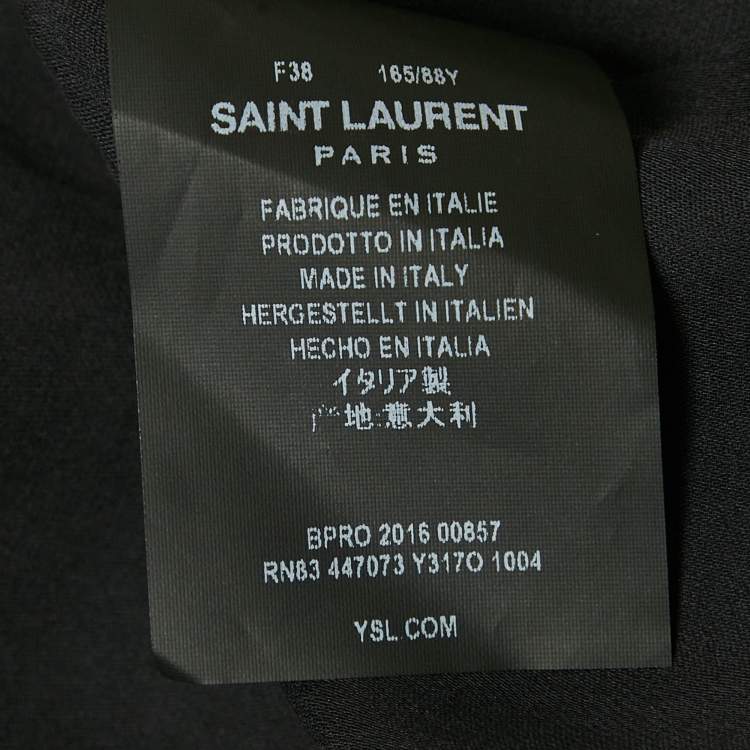 F38 165/88Y
SAINT LAURENT
PARIS
FABRIQUE EN ITALIE
PRODOTTO IN ITALIA
MADE IN ITALY
HERGESTELLT IN ITALIEN
HECHO EN ITALIA
イタリア製
产地:意大利
BPRO 2016 00857
RN83 447073 Y317O 1004
YSL.COM